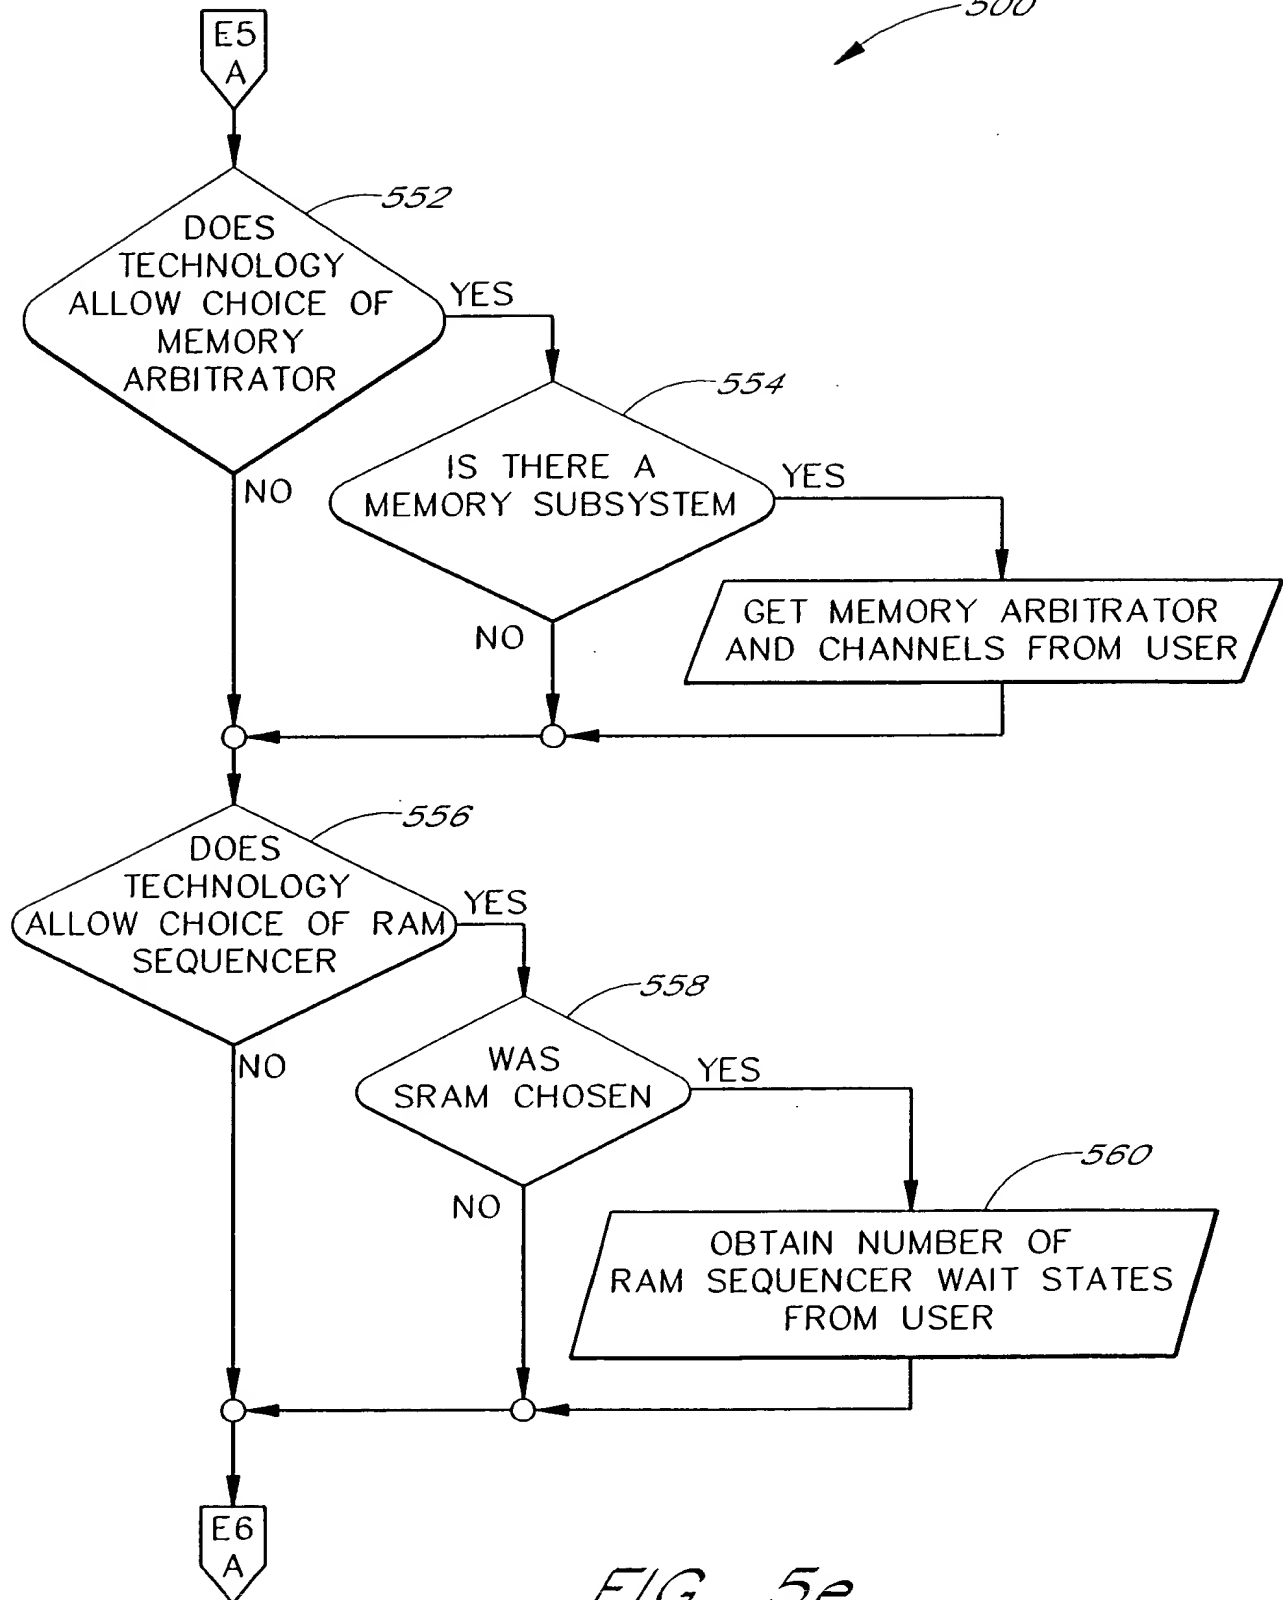 500
E5
A
552
DOES
TECHNOLOGY
ALLOW CHOICE OF
MEMORY
ARBITRATOR
YES
NO
554
IS THERE A
MEMORY SUBSYSTEM
YES
NO
GET MEMORY ARBITRATOR
AND CHANNELS FROM USER
556
DOES
TECHNOLOGY
ALLOW CHOICE OF RAM
SEQUENCER
YES
NO
558
WAS
SRAM CHOSEN
YES
NO
560
OBTAIN NUMBER OF
RAM SEQUENCER WAIT STATES
FROM USER
E6
A
FIG. 5e